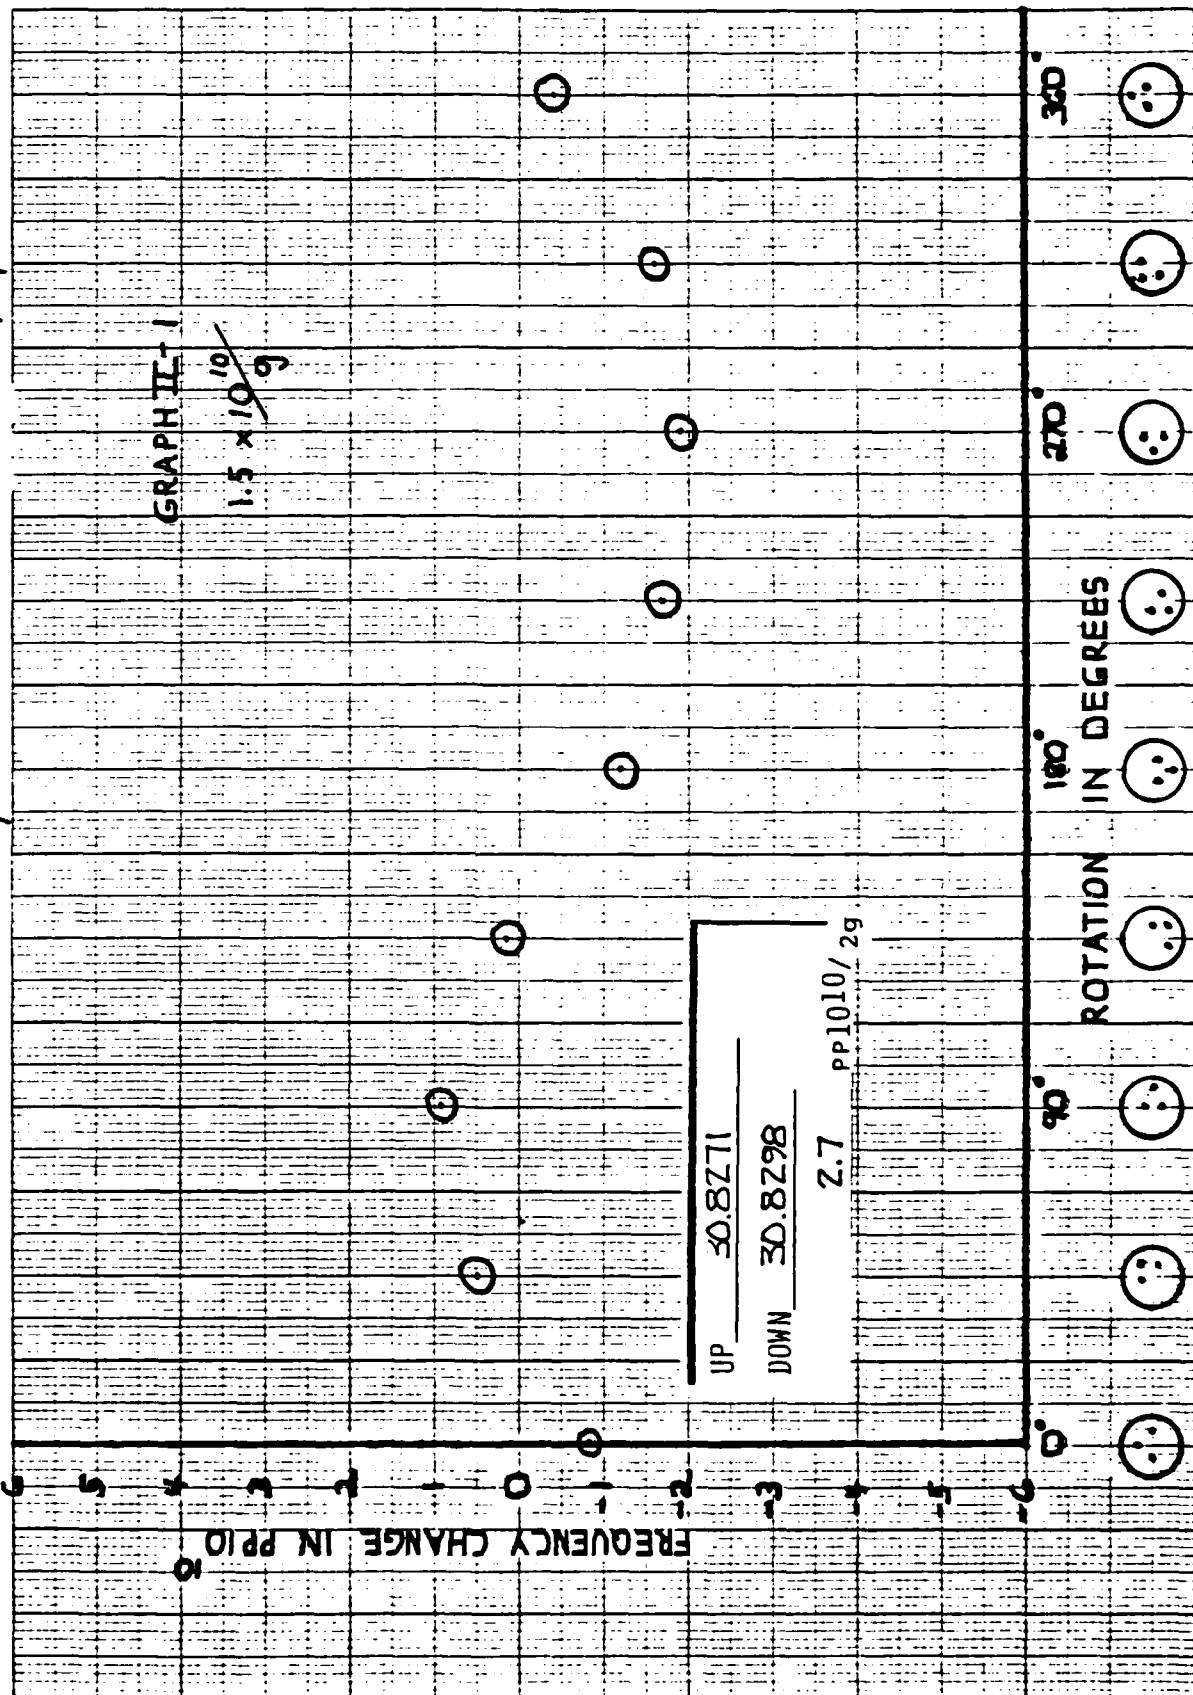 GRAPH II-1
1.5 x 10^10/g
6
5
4
3
2
1
0
-1
-2
-3
-4
-5
-6
FREQUENCY CHANGE IN PP10^10
UP 30.8271
DOWN 30.8298
2.7 PP1010/2g
0° 90° 180° 270° 360°
ROTATION IN DEGREES